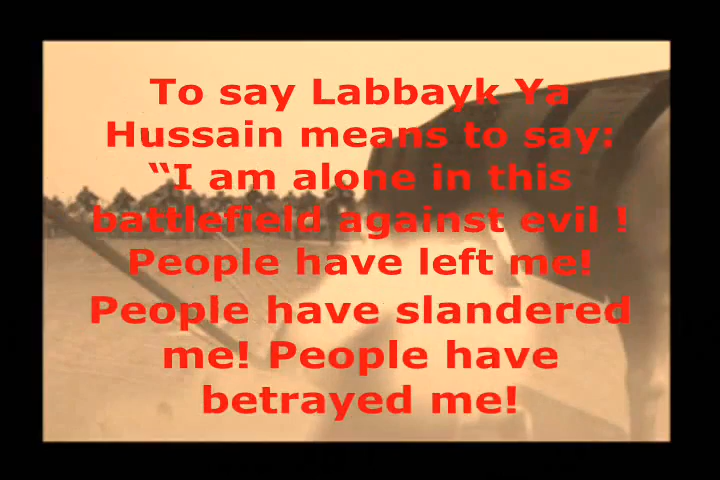 To say Labbayk Ya
Hussain means to say:
“I am alone in this
battlefield against evil !
People have left me!
People have slandered
me! People have
betrayed me!